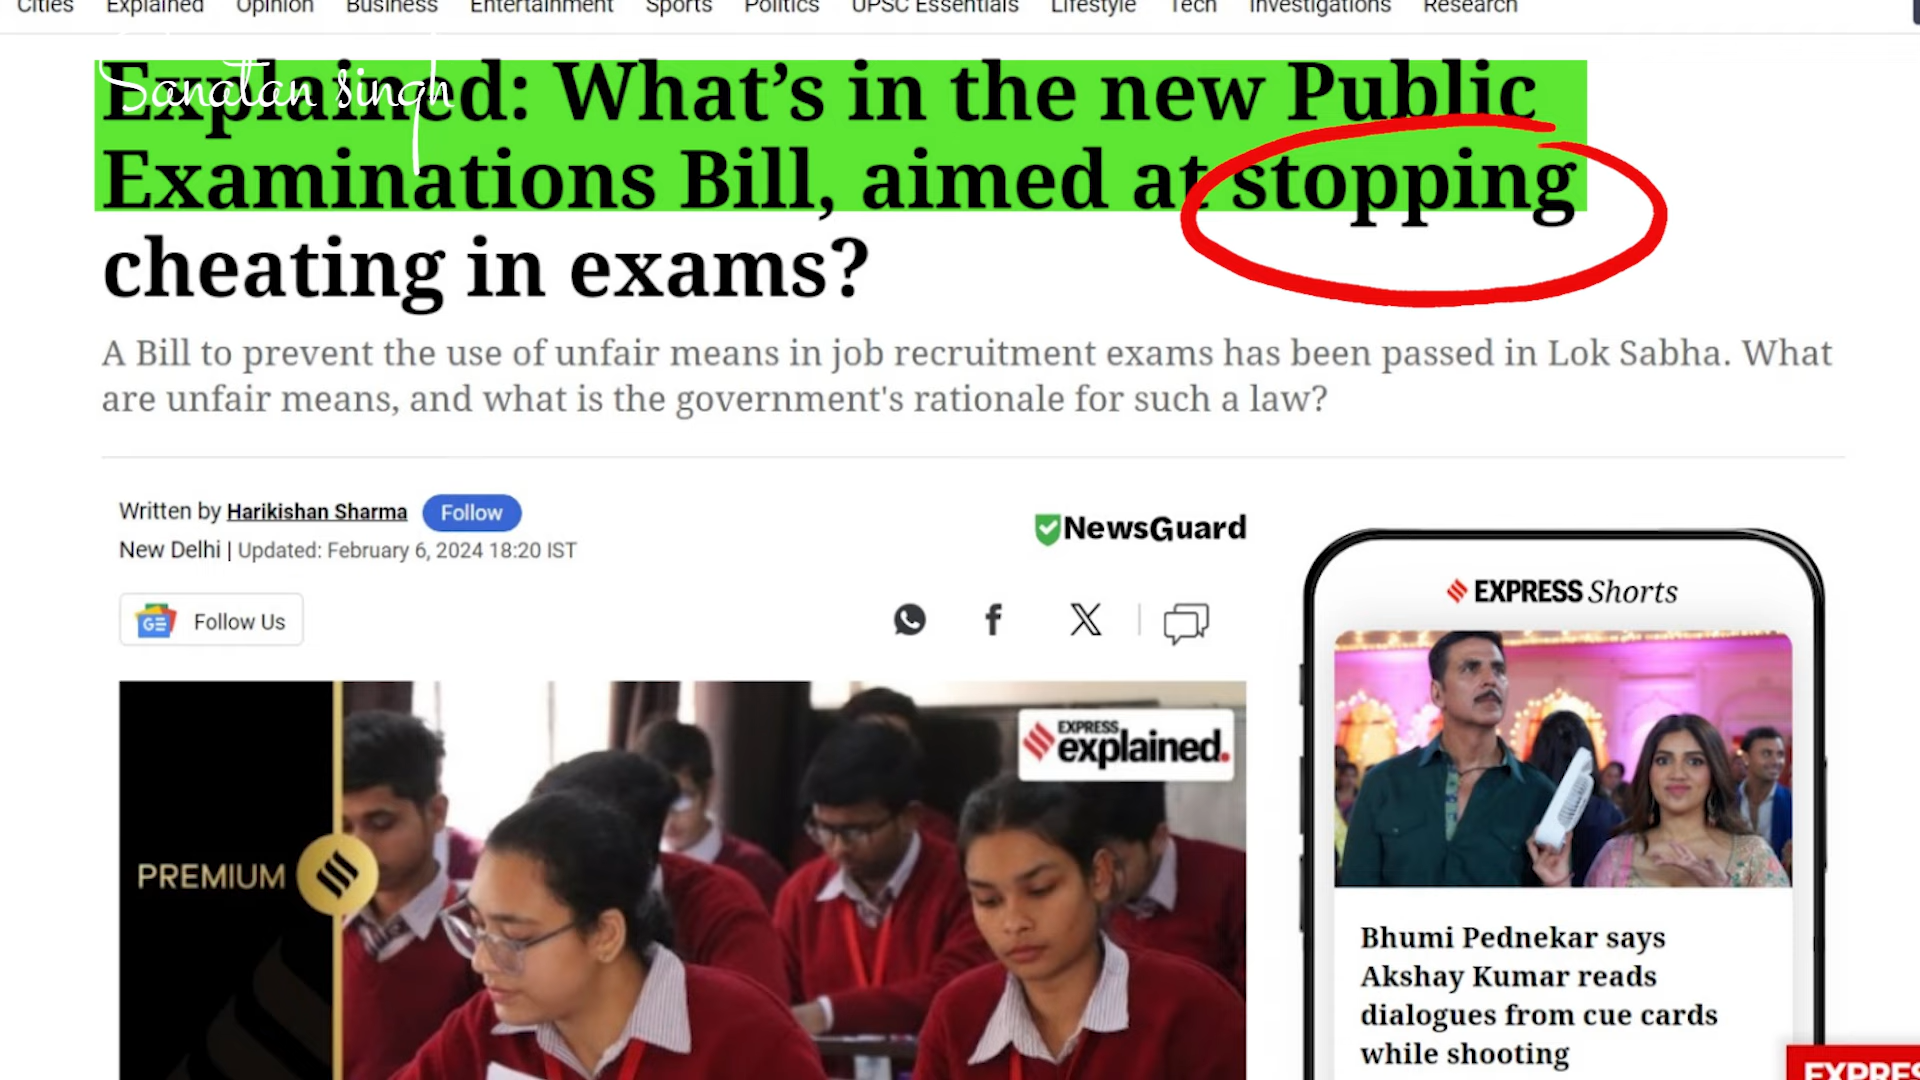 Cities Explained Opinion Business Entertainment Sports Politics UPSC Essentials Lifestyle Tech Investigations Research
Sanatan singh
Explained: What's in the new Public
Examinations Bill, aimed at stopping
cheating in exams?
A Bill to prevent the use of unfair means in job recruitment exams has been passed in Lok Sabha. What
are unfair means, and what is the government's rationale for such a law?
Written by Harikishan Sharma Follow
New Delhi | Updated: February 6, 2024 18:20 IST
NewsGuard
GE Follow Us
EXPRESS Shorts
EXPRESS
explained.
PREMIUM
Bhumi Pednekar says
Akshay Kumar reads
dialogues from cue cards
while shooting